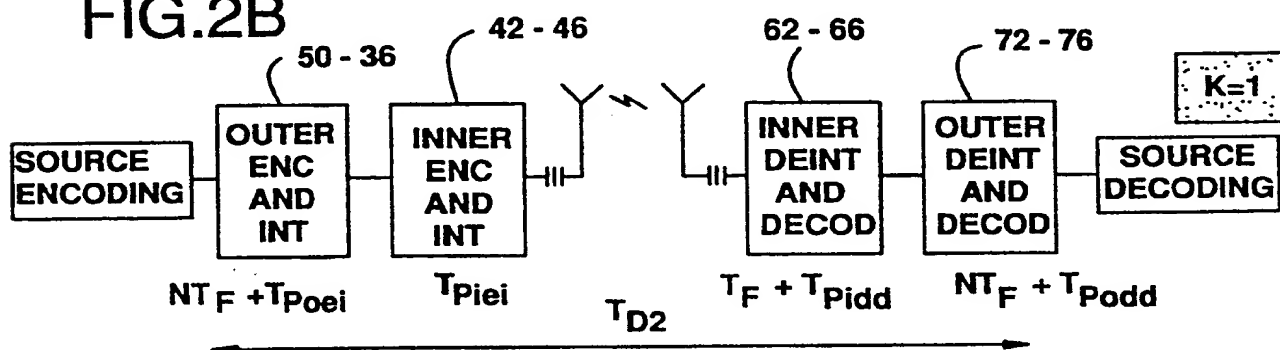 FIG.2B
50 - 36
42 - 46
62 - 66
72 - 76
K=1
SOURCE
ENCODING
OUTER
ENC
AND
INT
INNER
ENC
AND
INT
INNER
DEINT
AND
DECOD
OUTER
DEINT
AND
DECOD
SOURCE
DECODING
NTF +TPoei
TPiei
TF + TPidd
NTF + TPodd
TD2